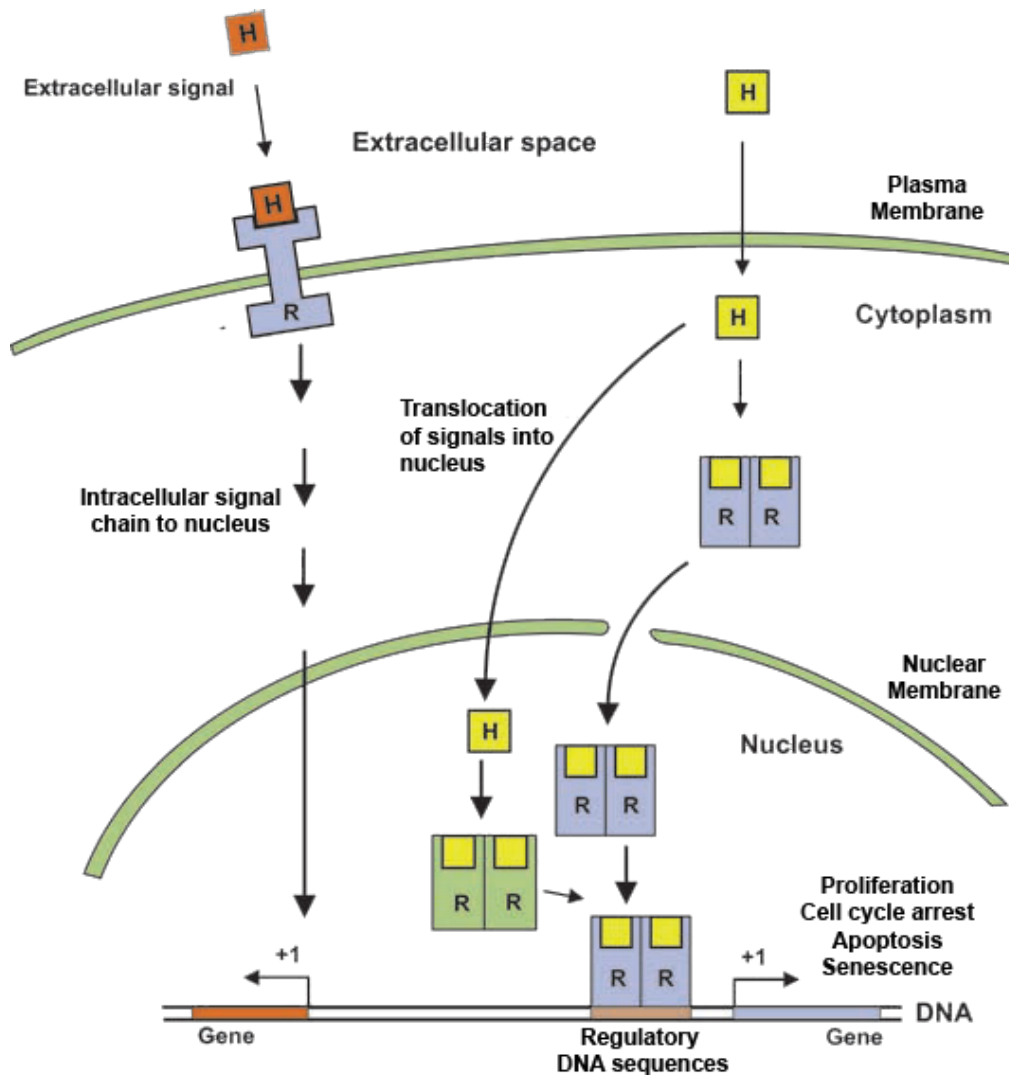 H
Extracellular signal
H
Extracellular space
Plasma
Membrane
H
R
H
Cytoplasm
Translocation
of signals into
nucleus
R R
Intracellular signal
chain to nucleus
Nuclear
Membrane
H
Nucleus
R R
R R
Proliferation
Cell cycle arrest
Apoptosis
Senescence
+1
R R
+1
DNA
Gene
Regulatory
DNA sequences
Gene